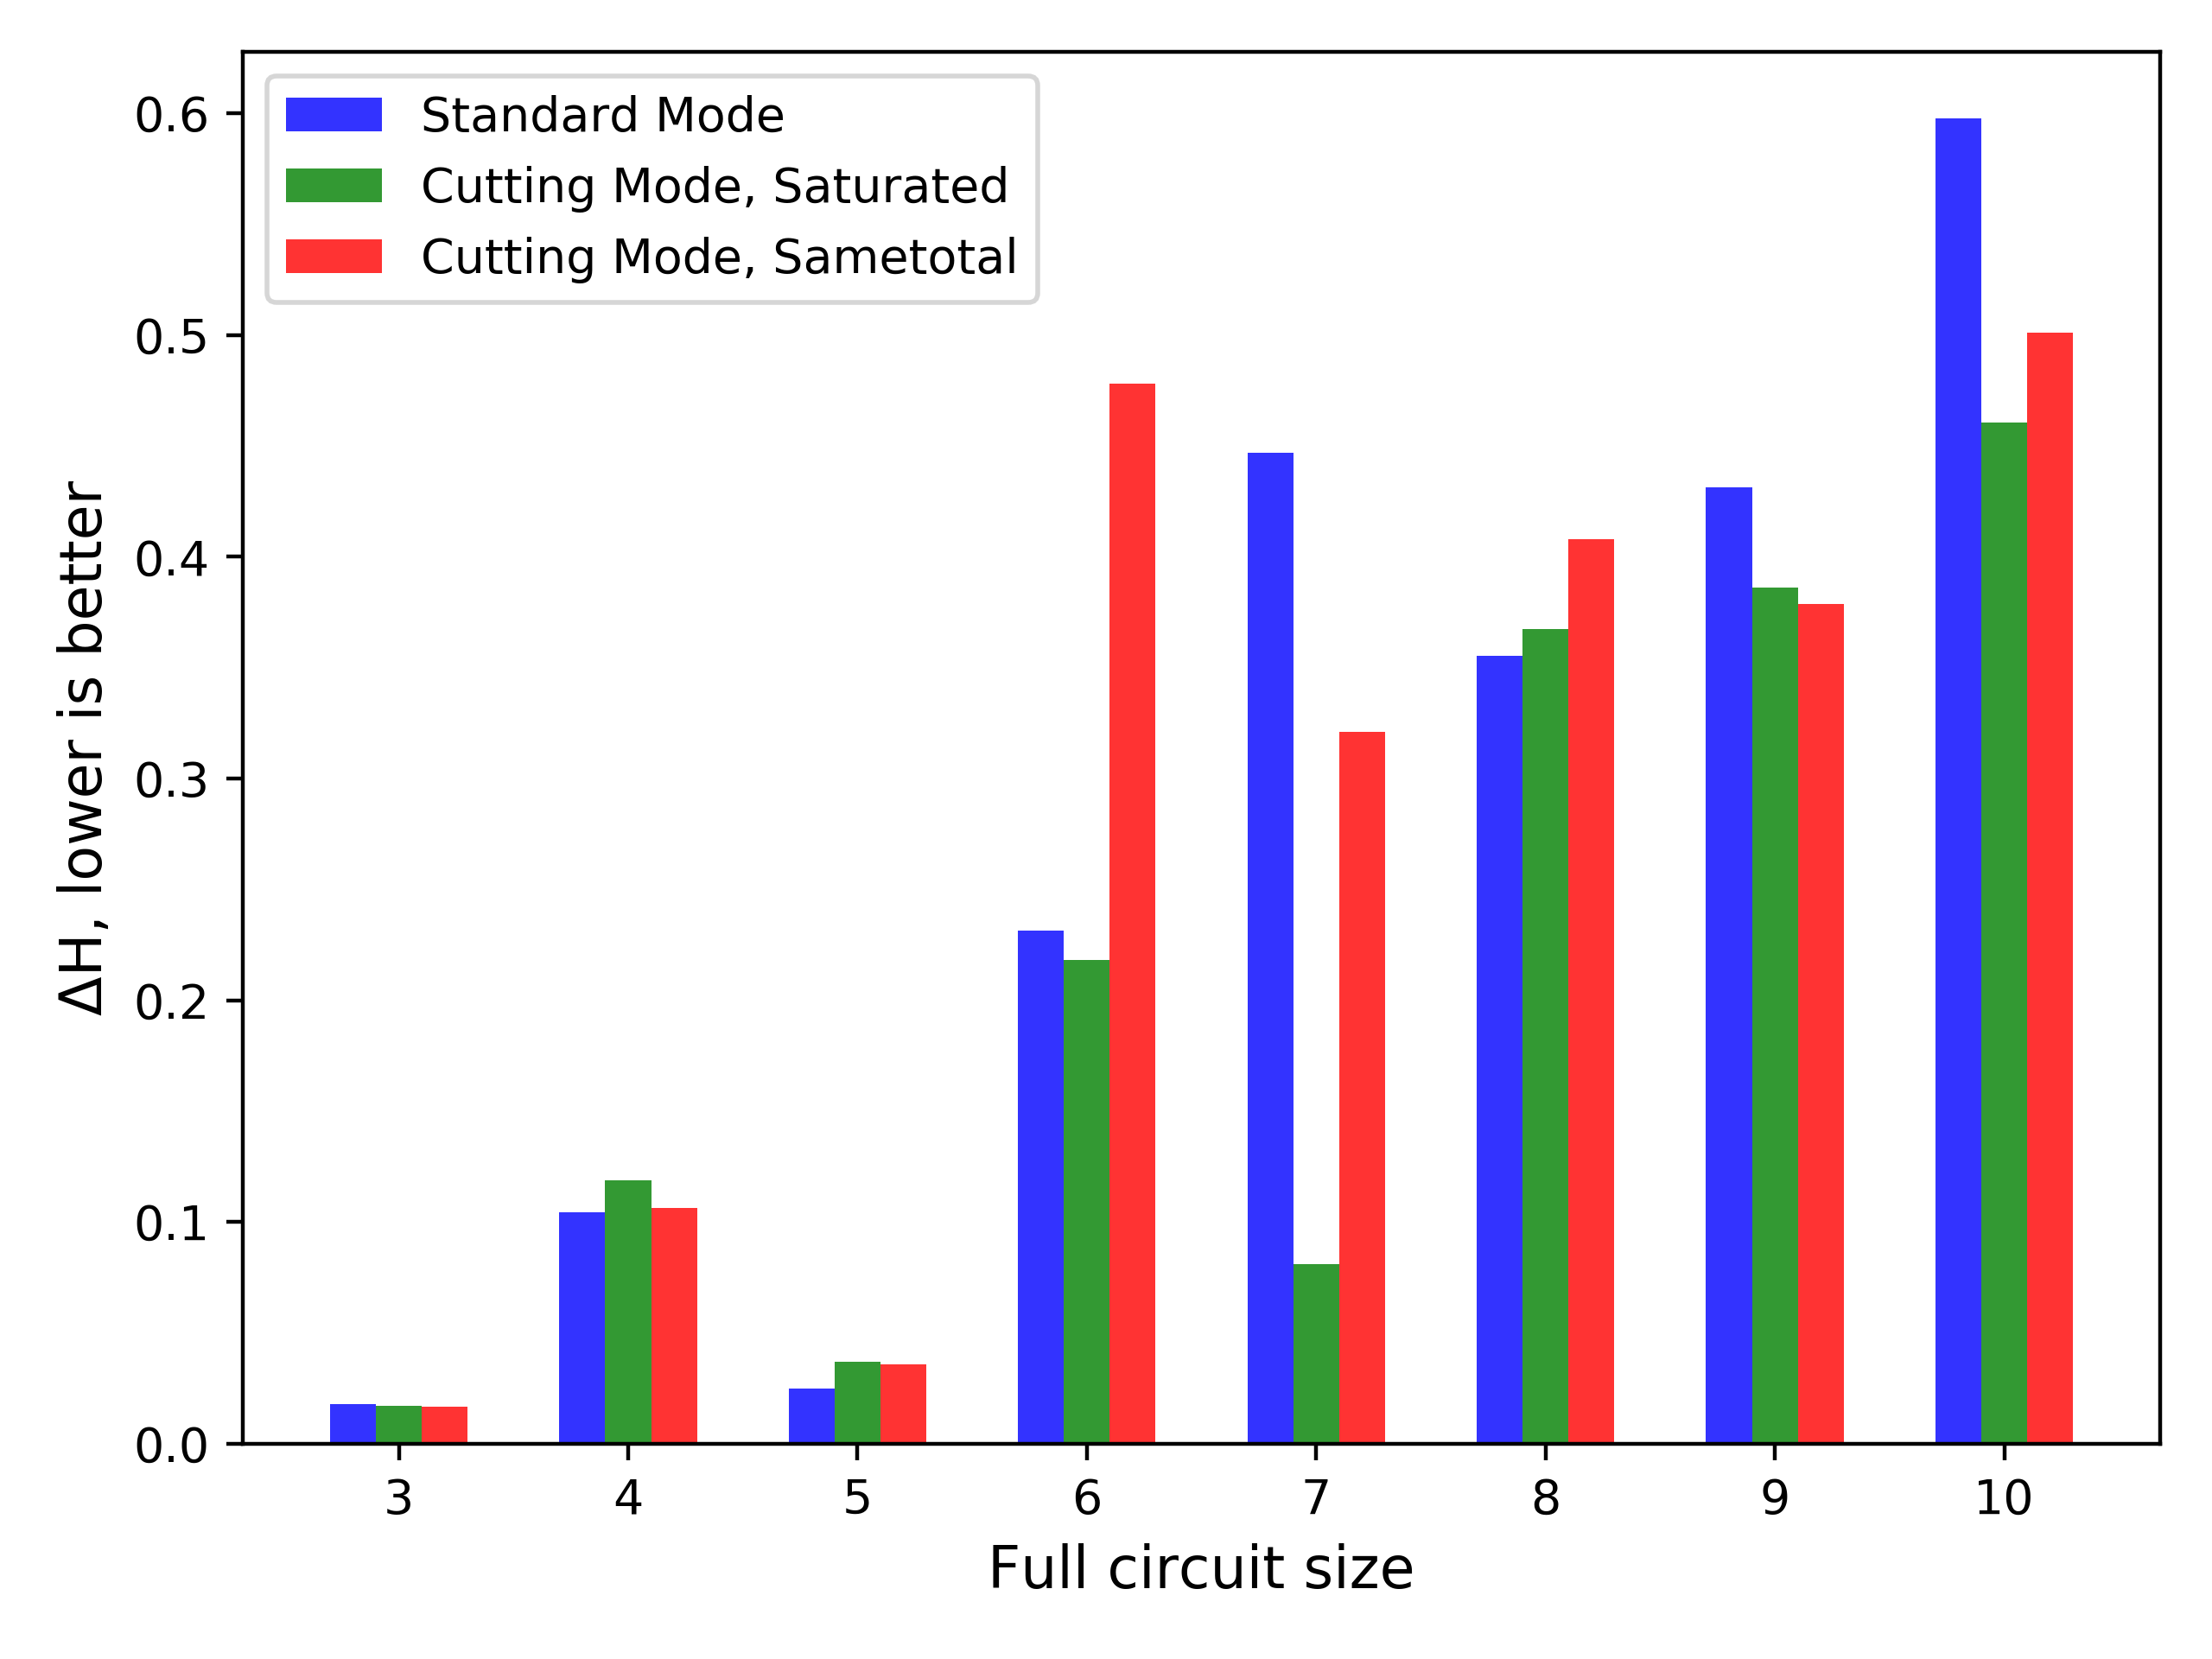 Standard Mode
Cutting Mode, Saturated
Cutting Mode, Sametotal
0.6
0.5
0.4
0.3
0.2
0.1
0.0
ΔH, lower is better
3 4 5 6 7 8 9 10
Full circuit size